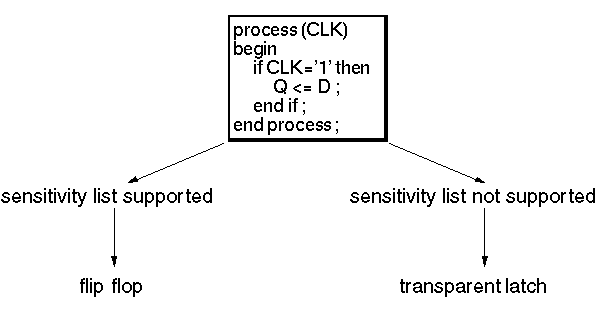 process (CLK)
begin
if CLK='1' then
Q <= D ;
end if ;
end process ;
sensitivity list supported
sensitivity list not supported
flip flop
transparent latch